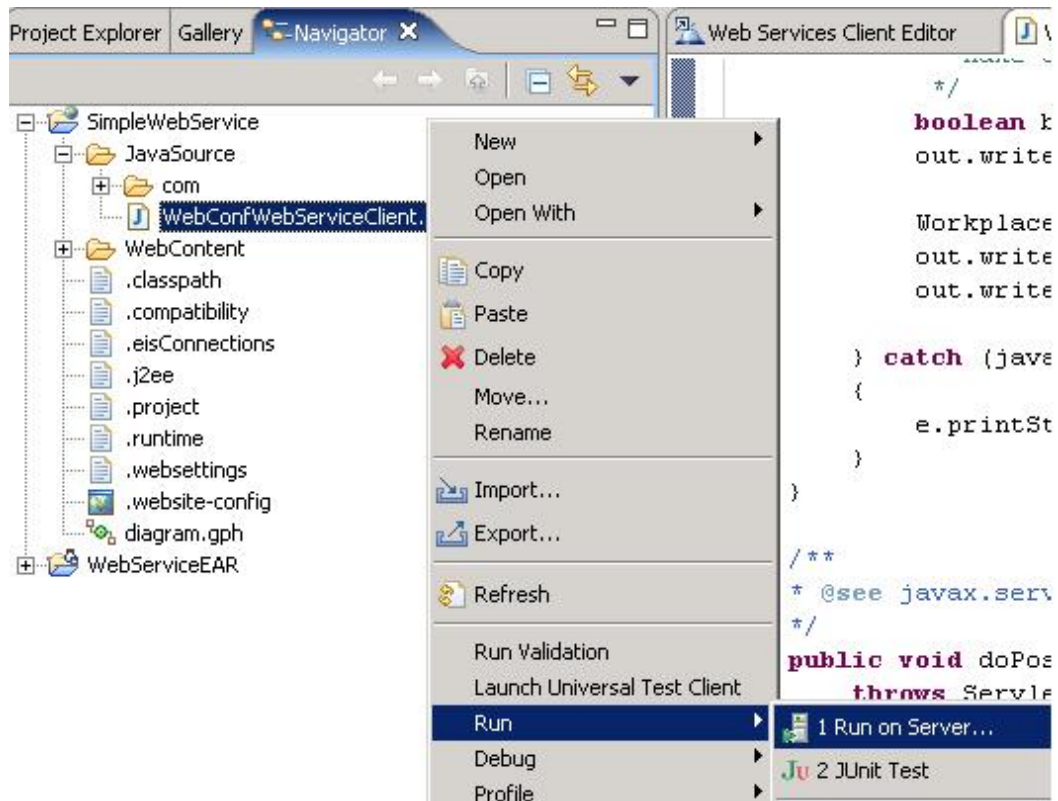 Project Explorer Gallery Navigator
Web Services Client Editor
SimpleWebService
JavaSource
com
WebConfWebServiceClient.
WebContent
.classpath
.compatibility
.eisConnections
.j2ee
.project
.runtime
.websettings
.website-config
diagram.gph
WebServiceEAR
New
Open
Open With
Copy
Paste
Delete
Move...
Rename
Import...
Export...
Refresh
Run Validation
Launch Universal Test Client
Run
Debug
Profile
1 Run on Server...
Ju 2 JUnit Test
*/
boolean
out.write
Workplace
out.write
out.write
} catch (java
{
e.printSt
}
}
/**
* @see javax.serv
*/
public void doPos
throws Servle